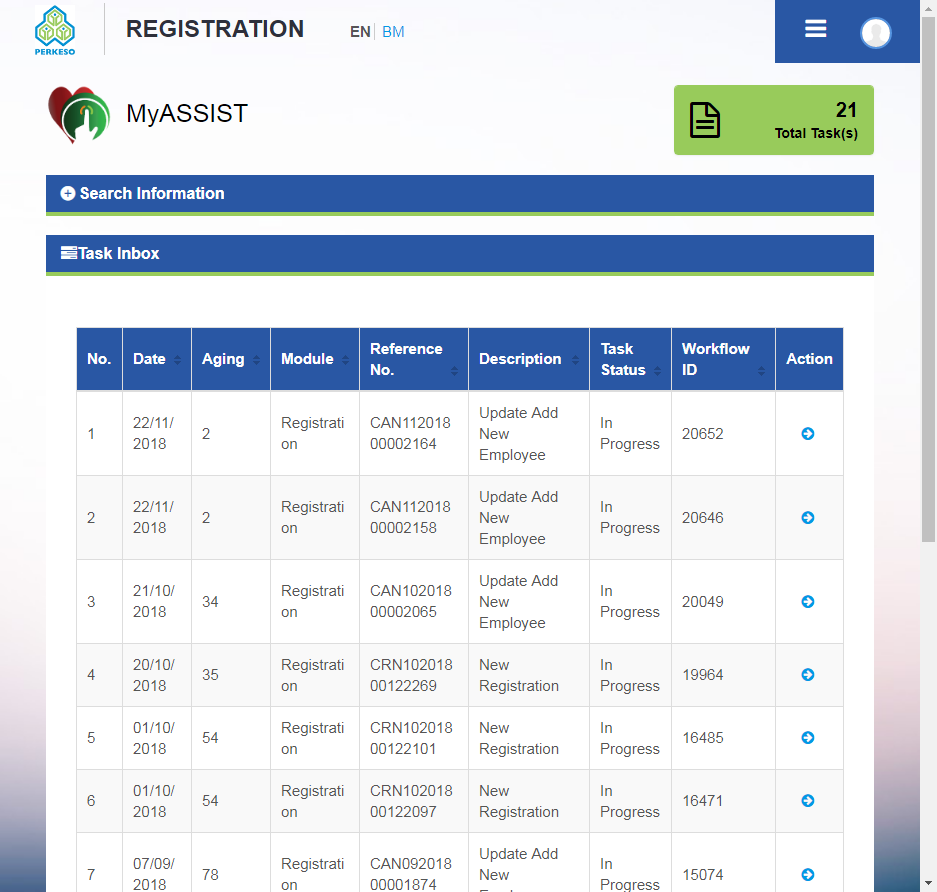 PERKESO
REGISTRATION
EN BM
MyASSIST
21
Total Task(s)
Search Information
Task Inbox
No. Date Aging Module Reference No. Description Task Status Workflow ID Action
1 22/11/2018 2 Registration CAN11201800002164 Update Add New Employee In Progress 20652
2 22/11/2018 2 Registration CAN11201800002158 Update Add New Employee In Progress 20646
3 21/10/2018 34 Registration CAN10201800002065 Update Add New Employee In Progress 20049
4 20/10/2018 35 Registration CRN10201800122269 New Registration In Progress 19964
5 01/10/2018 54 Registration CRN10201800122101 New Registration In Progress 16485
6 01/10/2018 54 Registration CRN10201800122097 New Registration In Progress 16471
7 07/09/2018 78 Registration CAN09201800001874 Update Add New In Progress 15074